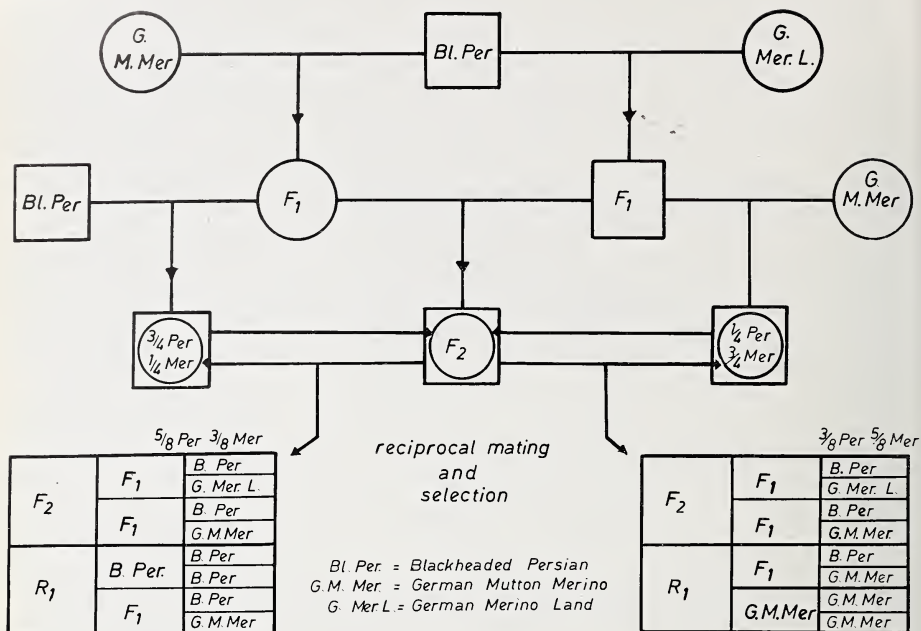 G.
M. Mer
Bl. Per
G.
Mer. L.
Bl. Per
F1
F1
G.
M. Mer
3/4 Per
1/4 Mer
F2
1/4 Per
3/4 Mer
5/8 Per 3/8 Mer
F2
F1
B. Per
G. Mer. L.
F1
B. Per
G.M.Mer
R1
B. Per.
B. Per
B. Per
F1
B. Per
G.M.Mer
reciprocal mating
and
selection
Bl. Per. = Blackheaded Persian
G.M. Mer. = German Mutton Merino
G. Mer L. = German Merino Land
3/8 Per 5/8 Mer
F2
F1
B. Per
G. Mer L.
F1
B. Per
G.M. Mer
R1
F1
B. Per
G.M.Mer
G.M.Mer
G.M.Mer
G.M.Mer